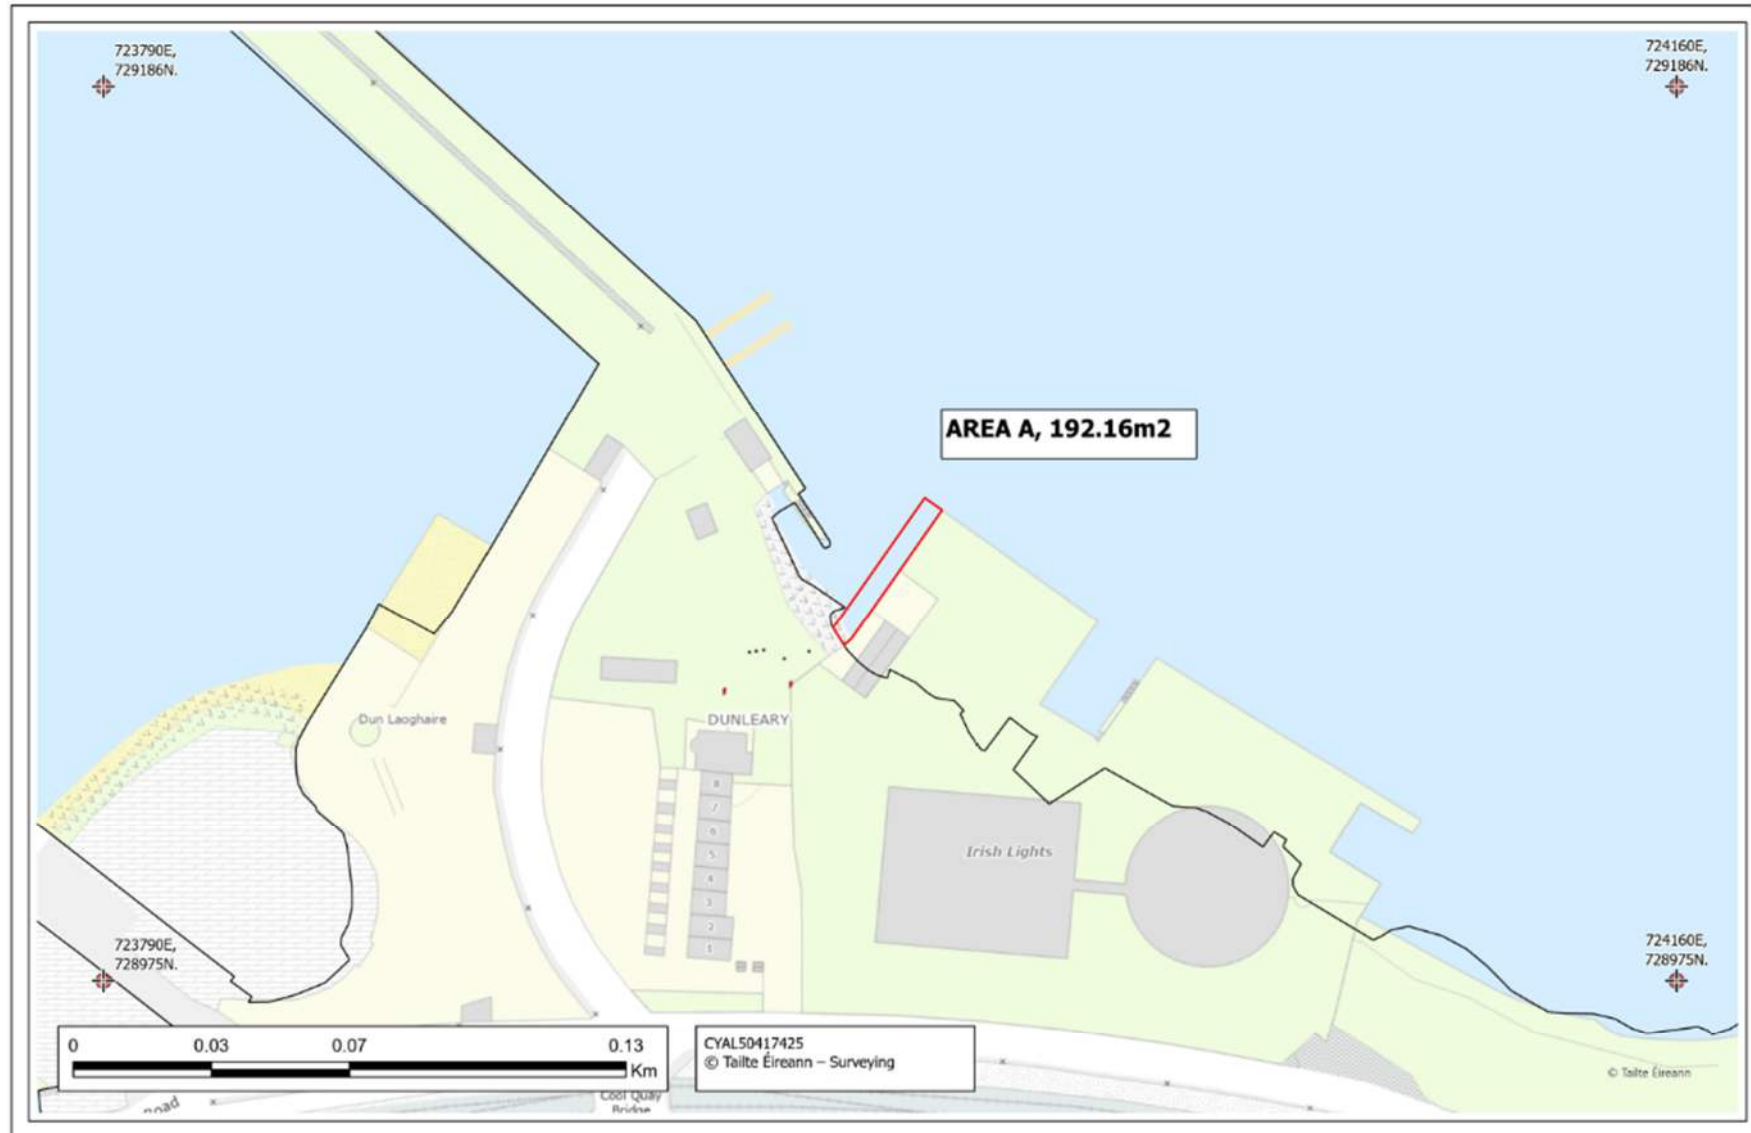 723790E,
729186N.
724160E,
729186N.
AREA A, 192.16m2
Dun Laoghaire
DUNLEARY
8
7
6
5
4
3
2
1
Irish Lights
723790E,
728975N.
724160E,
728975N.
0 0.03 0.07 0.13
Km
CYAL50417425
© Tailte Éireann – Surveying
© Tailte Éireann
Coal Quay
Bridge